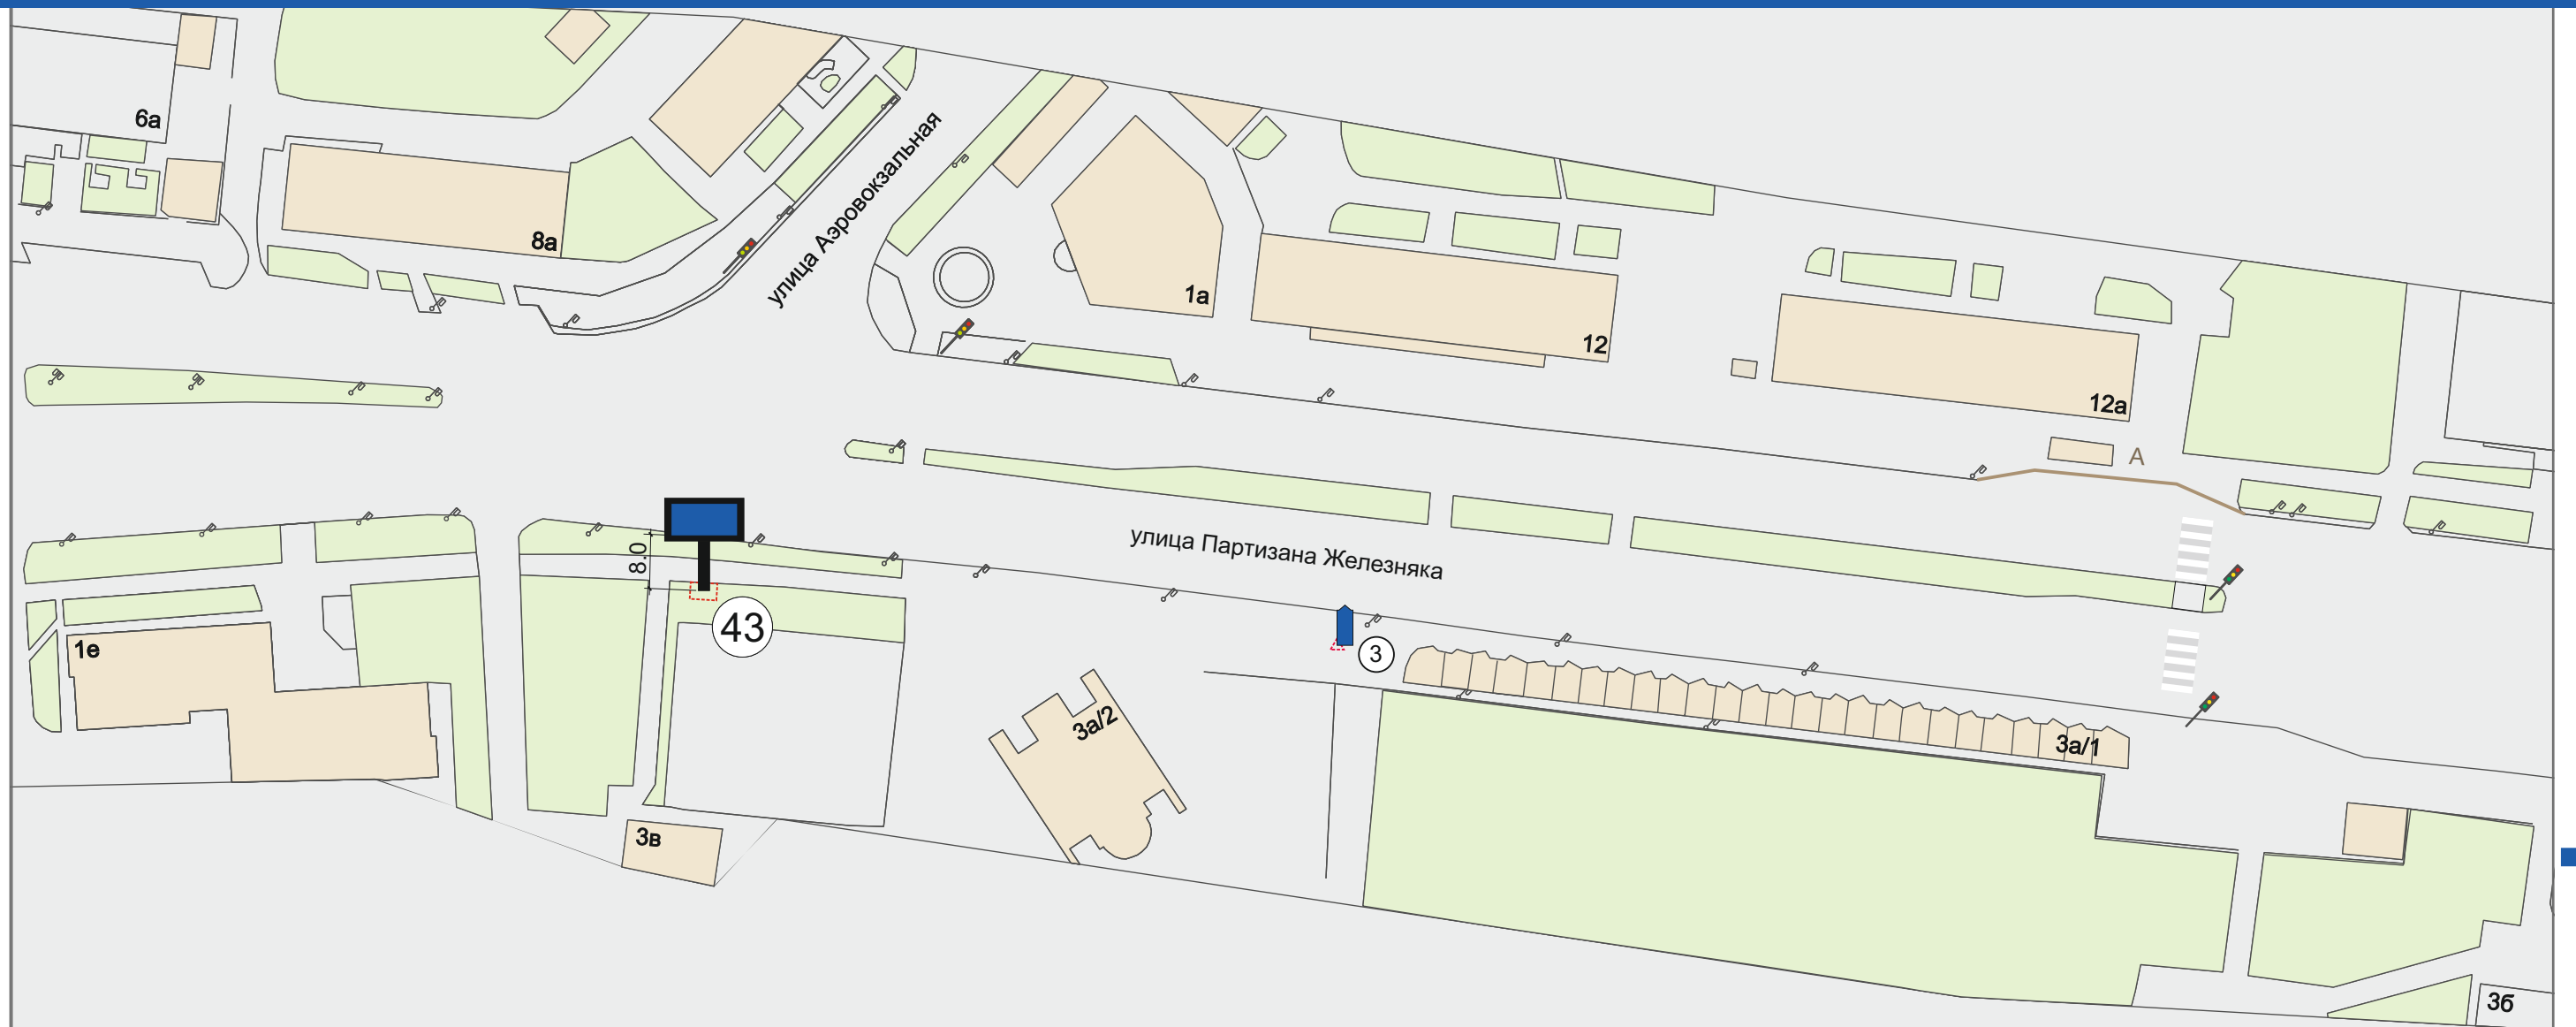 6а
8а
улица Аэровокзальная
1а
12
12а
А
улица Партизана Железняка
8.0
43
3
1е
3а/2
3а/1
3в
3б